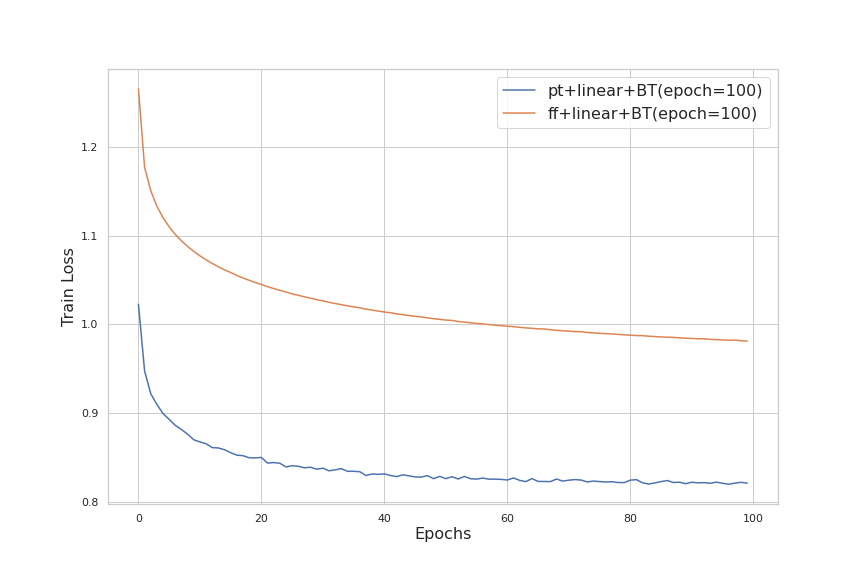 pt+linear+BT(epoch=100)
ff+linear+BT(epoch=100)
Train Loss
1.2
1.1
1.0
0.9
0.8
0 20 40 60 80 100
Epochs